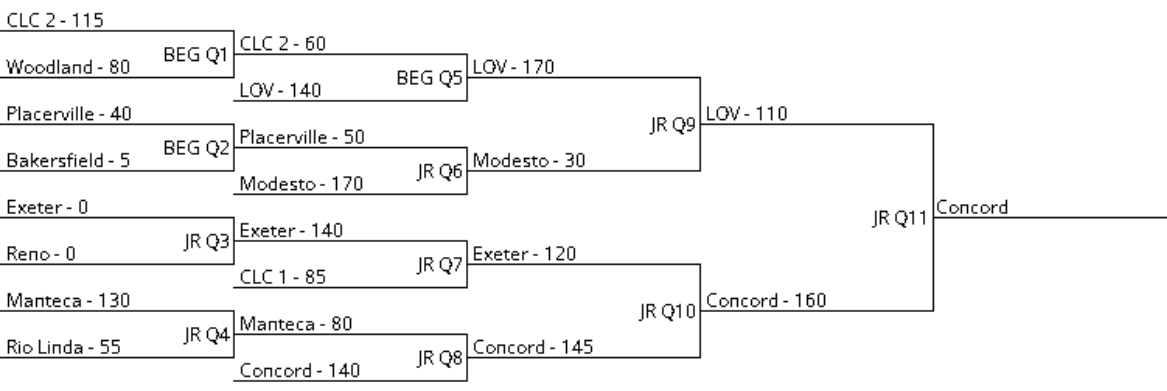 CLC 2 - 115
BEG Q1
Woodland - 80
CLC 2 - 60
BEG Q5
LOV - 140
LOV - 170
Placerville - 40
BEG Q2
Bakersfield - 5
Placerville - 50
JR Q6
Modesto - 170
Modesto - 30
JR Q9
LOV - 110
Exeter - 0
JR Q3
Reno - 0
Exeter - 140
JR Q7
CLC 1 - 85
Exeter - 120
Manteca - 130
JR Q4
Rio Linda - 55
Manteca - 80
JR Q8
Concord - 140
Concord - 145
JR Q10
Concord - 160
JR Q11
Concord